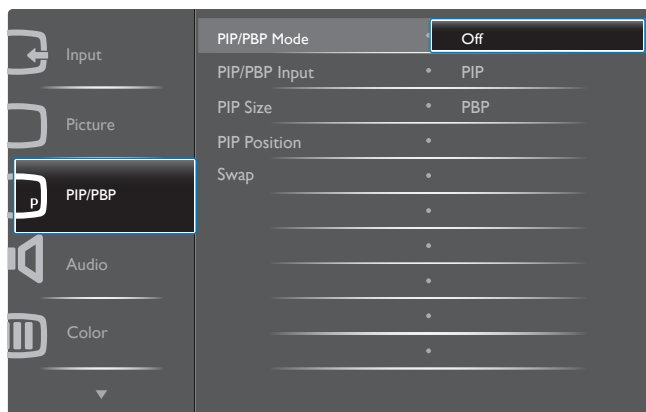 Input
Picture
P
PIP/PBP
Audio
Color
PIP/PBP Mode
Off
PIP/PBP Input
PIP
PIP Size
PBP
PIP Position
Swap